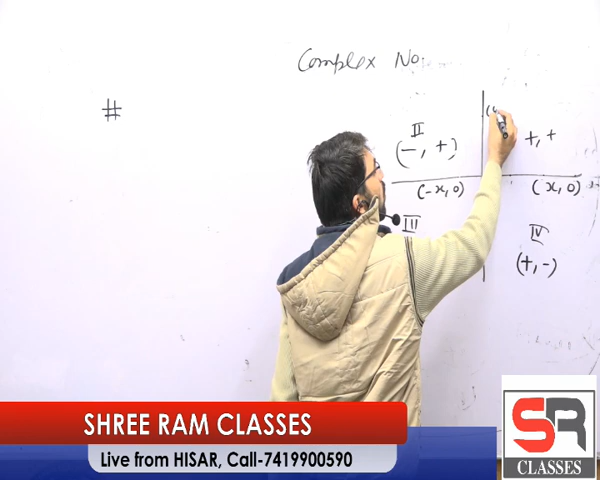 Complex No.
#
II
+, +
(-, +)
(-x, 0)
(x, 0)
III
IV
(+, -)
SHREE RAM CLASSES
Live from HISAR, Call-7419900590
SR
CLASSES